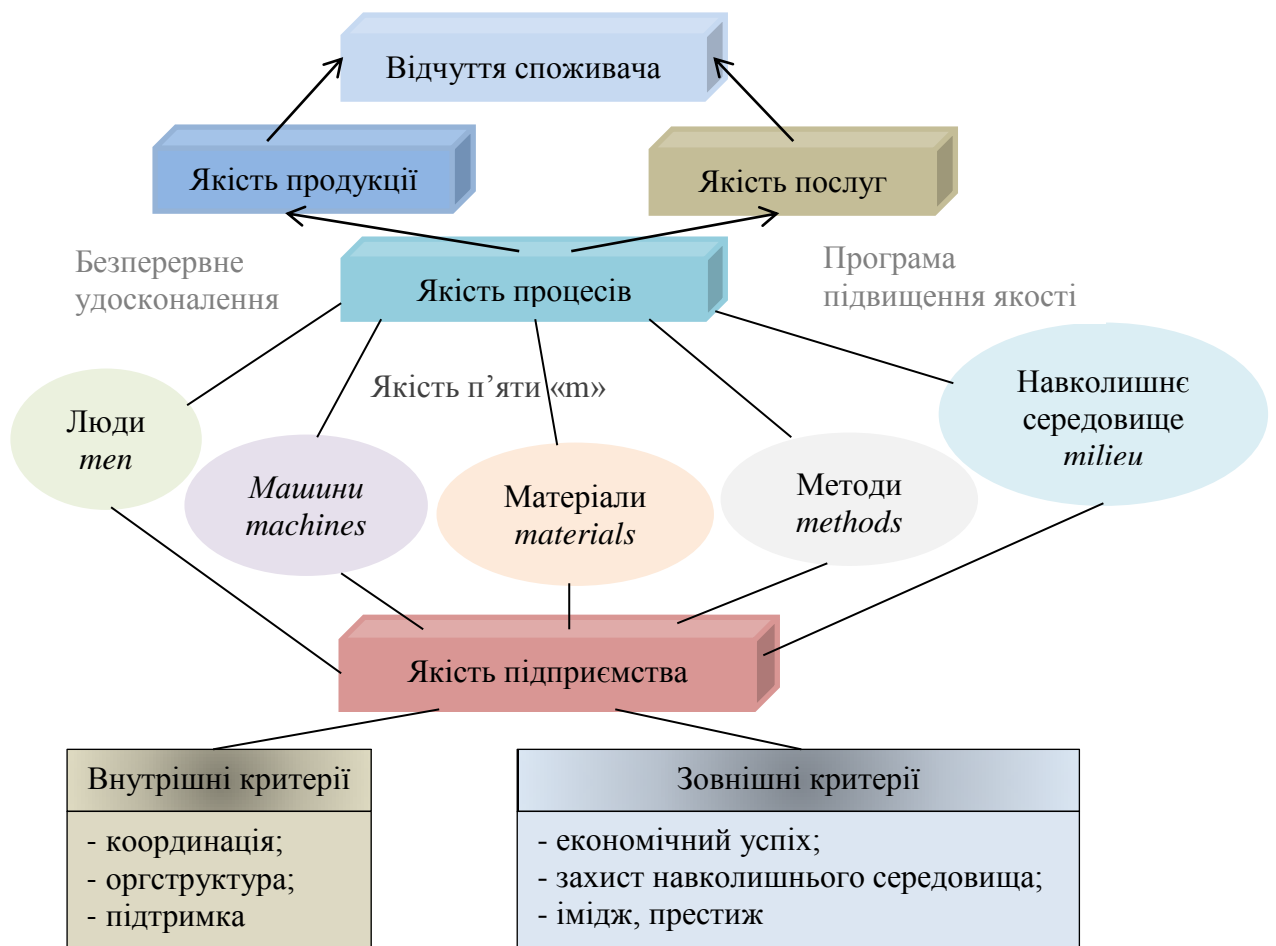 Відчуття споживача
Якість продукції
Якість послуг
Безперервне
удосконалення
Якість процесів
Програма
підвищення якості
Якість п’яти «m»
Люди
men
Машини
machines
Матеріали
materials
Методи
methods
Навколишнє
середовище
milieu
Якість підприємства
Внутрішні критерії
- координація;
- оргструктура;
- підтримка
Зовнішні критерії
- економічний успіх;
- захист навколишнього середовища;
- імідж, престиж